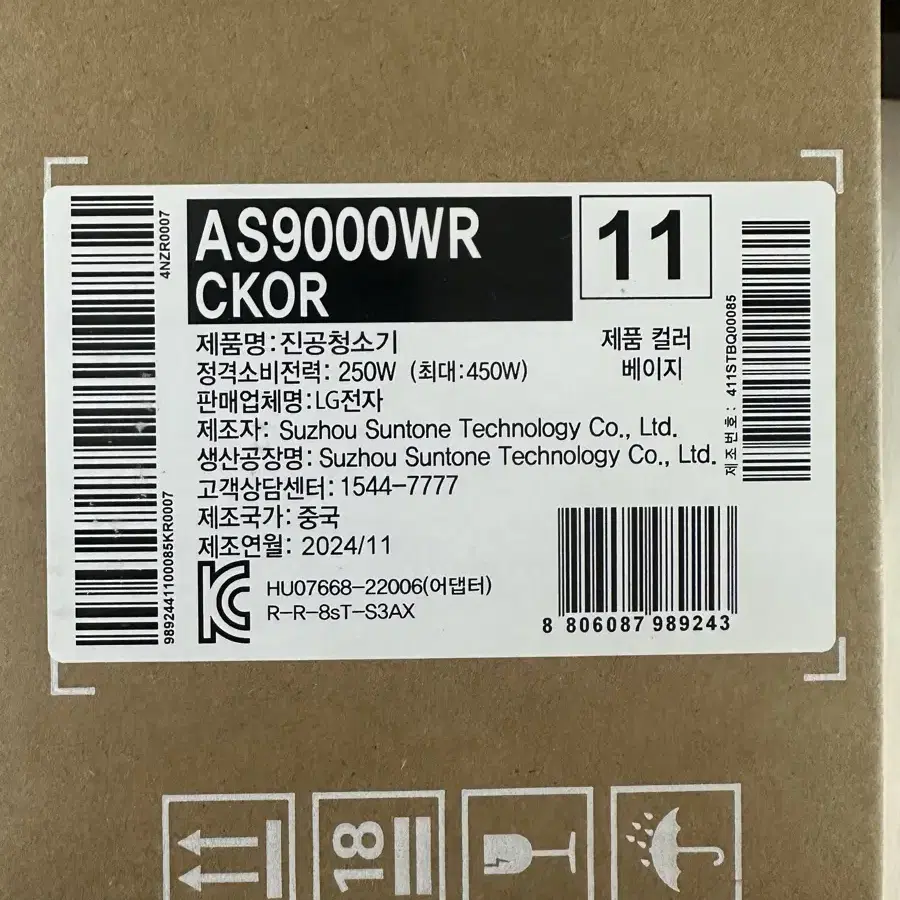 AS9000WR
CKOR
11
제품명:진공청소기
정격소비전력: 250W (최대:450W)
판매업체명:LG전자
제조자: Suzhou Suntone Technology Co., Ltd.
생산공장명: Suzhou Suntone Technology Co., Ltd.
고객상담센터: 1544-7777
제조국가: 중국
제조연월: 2024/11
제품 컬러
베이지
HU07668-22006(어댑터)
R-R-8sT-S3AX
8 806087 989243
4NZR0007
9892441100085KR0007
제조번호: 411STBQ00085
18